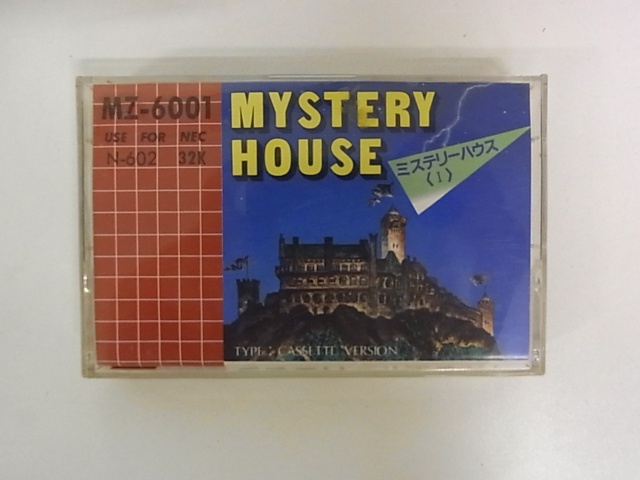 MZ-6001
USE FOR NEC
N-602 32K
MYSTERY
HOUSE
ミステリーハウス
〈I〉
TYPE : CASSETTE VERSION